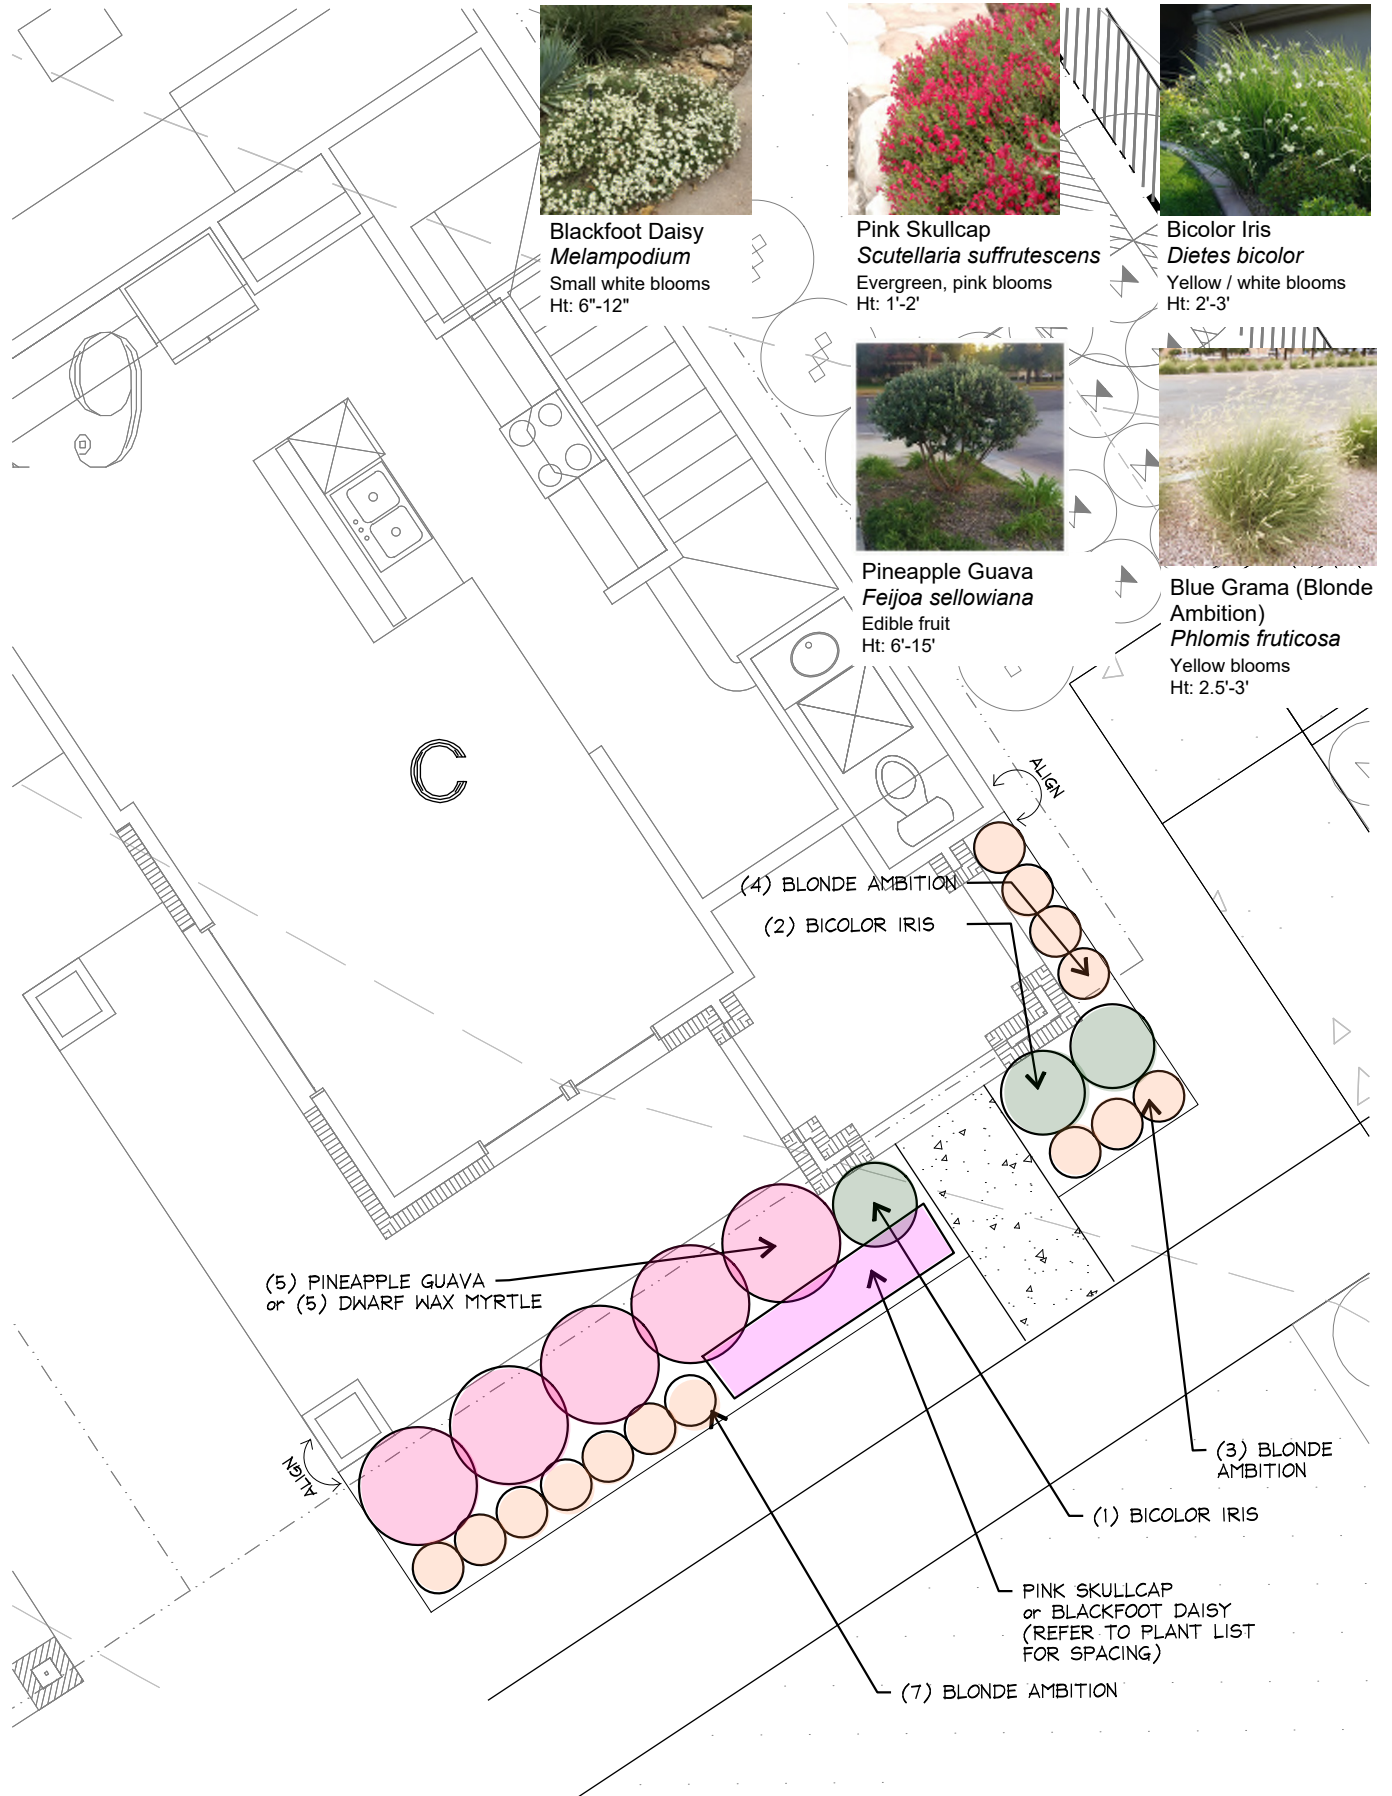 Blackfoot Daisy
Melampodium
Small white blooms
Ht: 6"-12"
Pink Skullcap
Scutellaria suffrutescens
Evergreen, pink blooms
Ht: 1'-2'
Bicolor Iris
Dietes bicolor
Yellow / white blooms
Ht: 2'-3'
Pineapple Guava
Feijoa sellowiana
Edible fruit
Ht: 6'-15'
Blue Grama (Blonde
Ambition)
Phlomis fruticosa
Yellow blooms
Ht: 2.5'-3'
9
C
ALIGN
(4) BLONDE AMBITION
(2) BICOLOR IRIS
(5) PINEAPPLE GUAVA
or (5) DWARF WAX MYRTLE
ALIGN
(3) BLONDE
AMBITION
(1) BICOLOR IRIS
PINK SKULLCAP
or BLACKFOOT DAISY
(REFER TO PLANT LIST
FOR SPACING)
(7) BLONDE AMBITION